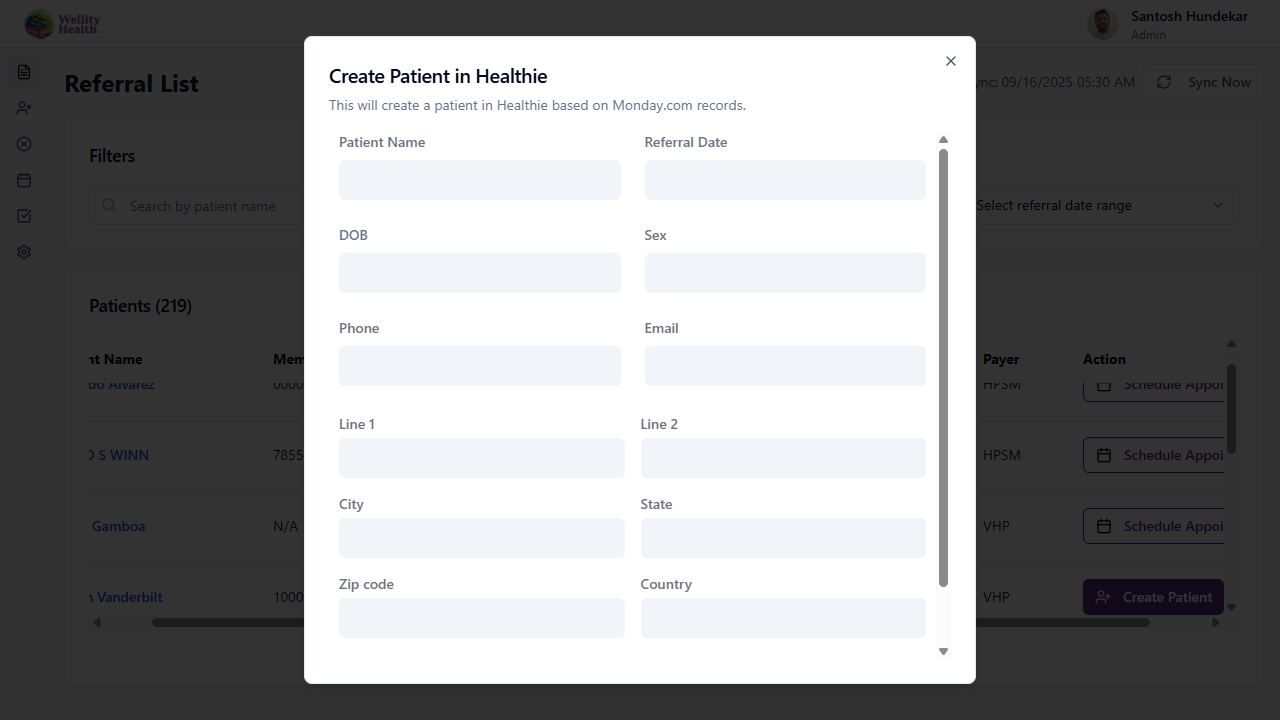 Wellity
Health
Santosh Hundekar
Admin
Referral List
ync: 09/16/2025 05:30 AM
Sync Now
Create Patient in Healthie
This will create a patient in Healthie based on Monday.com records.
Filters
Search by patient name
Select referral date range
Patient Name
Referral Date
DOB
Sex
Phone
Email
Line 1
Line 2
City
State
Zip code
Country
Patients (219)
nt Name
Mem
Payer
Action
do Alvarez
0000
HPSM
Schedule Appoi
D S WINN
7855
HPSM
Schedule Appoi
Gamboa
N/A
VHP
Schedule Appoi
n Vanderbilt
1000
VHP
Create Patient